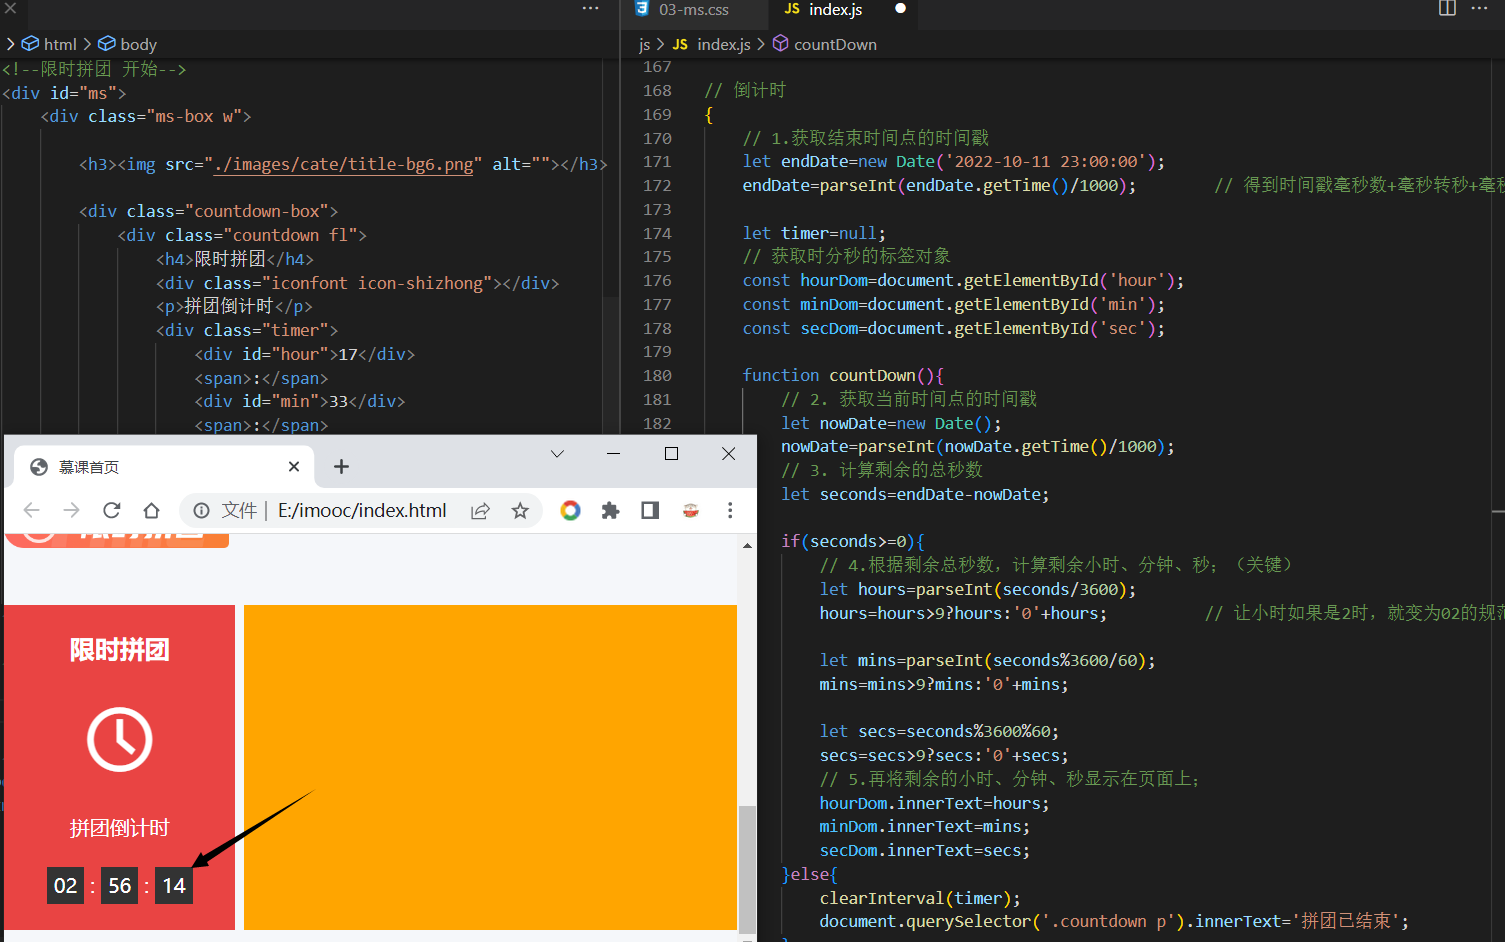 03-ms.css
JS index.js
html > body
js > JS index.js > countDown
<!--限时拼团 开始-->
<div id="ms">
<div class="ms-box w">
<h3><img src="./images/cate/title-bg6.png" alt=""></h3>
<div class="countdown-box">
<div class="countdown fl">
<h4>限时拼团</h4>
<div class="iconfont icon-shizhong"></div>
<p>拼团倒计时</p>
<div class="timer">
<div id="hour">17</div>
<span>:</span>
<div id="min">33</div>
<span>:</span>
慕课首页
文件 | E:/imooc/index.html
限时拼团
限时拼团
拼团倒计时
02 : 56 : 14
167
168 // 倒计时
169 {
170 // 1.获取结束时间点的时间戳
171 let endDate=new Date('2022-10-11 23:00:00');
172 endDate=parseInt(endDate.getTime()/1000); // 得到时间戳毫秒数+毫秒转秒+毫秒
173
174 let timer=null;
175 // 获取时分秒的标签对象
176 const hourDom=document.getElementById('hour');
177 const minDom=document.getElementById('min');
178 const secDom=document.getElementById('sec');
179
180 function countDown(){
181 // 2. 获取当前时间点的时间戳
182 let nowDate=new Date();
nowDate=parseInt(nowDate.getTime()/1000);
// 3. 计算剩余的总秒数
let seconds=endDate-nowDate;
if(seconds>=0){
// 4.根据剩余总秒数，计算剩余小时、分钟、秒；（关键）
let hours=parseInt(seconds/3600);
hours=hours>9?hours:'0'+hours; // 让小时如果是2时，就变为02的规范
let mins=parseInt(seconds%3600/60);
mins=mins>9?mins:'0'+mins;
let secs=seconds%3600%60;
secs=secs>9?secs:'0'+secs;
// 5.再将剩余的小时、分钟、秒显示在页面上；
hourDom.innerText=hours;
minDom.innerText=mins;
secDom.innerText=secs;
}else{
clearInterval(timer);
document.querySelector('.countdown p').innerText='拼团已结束';